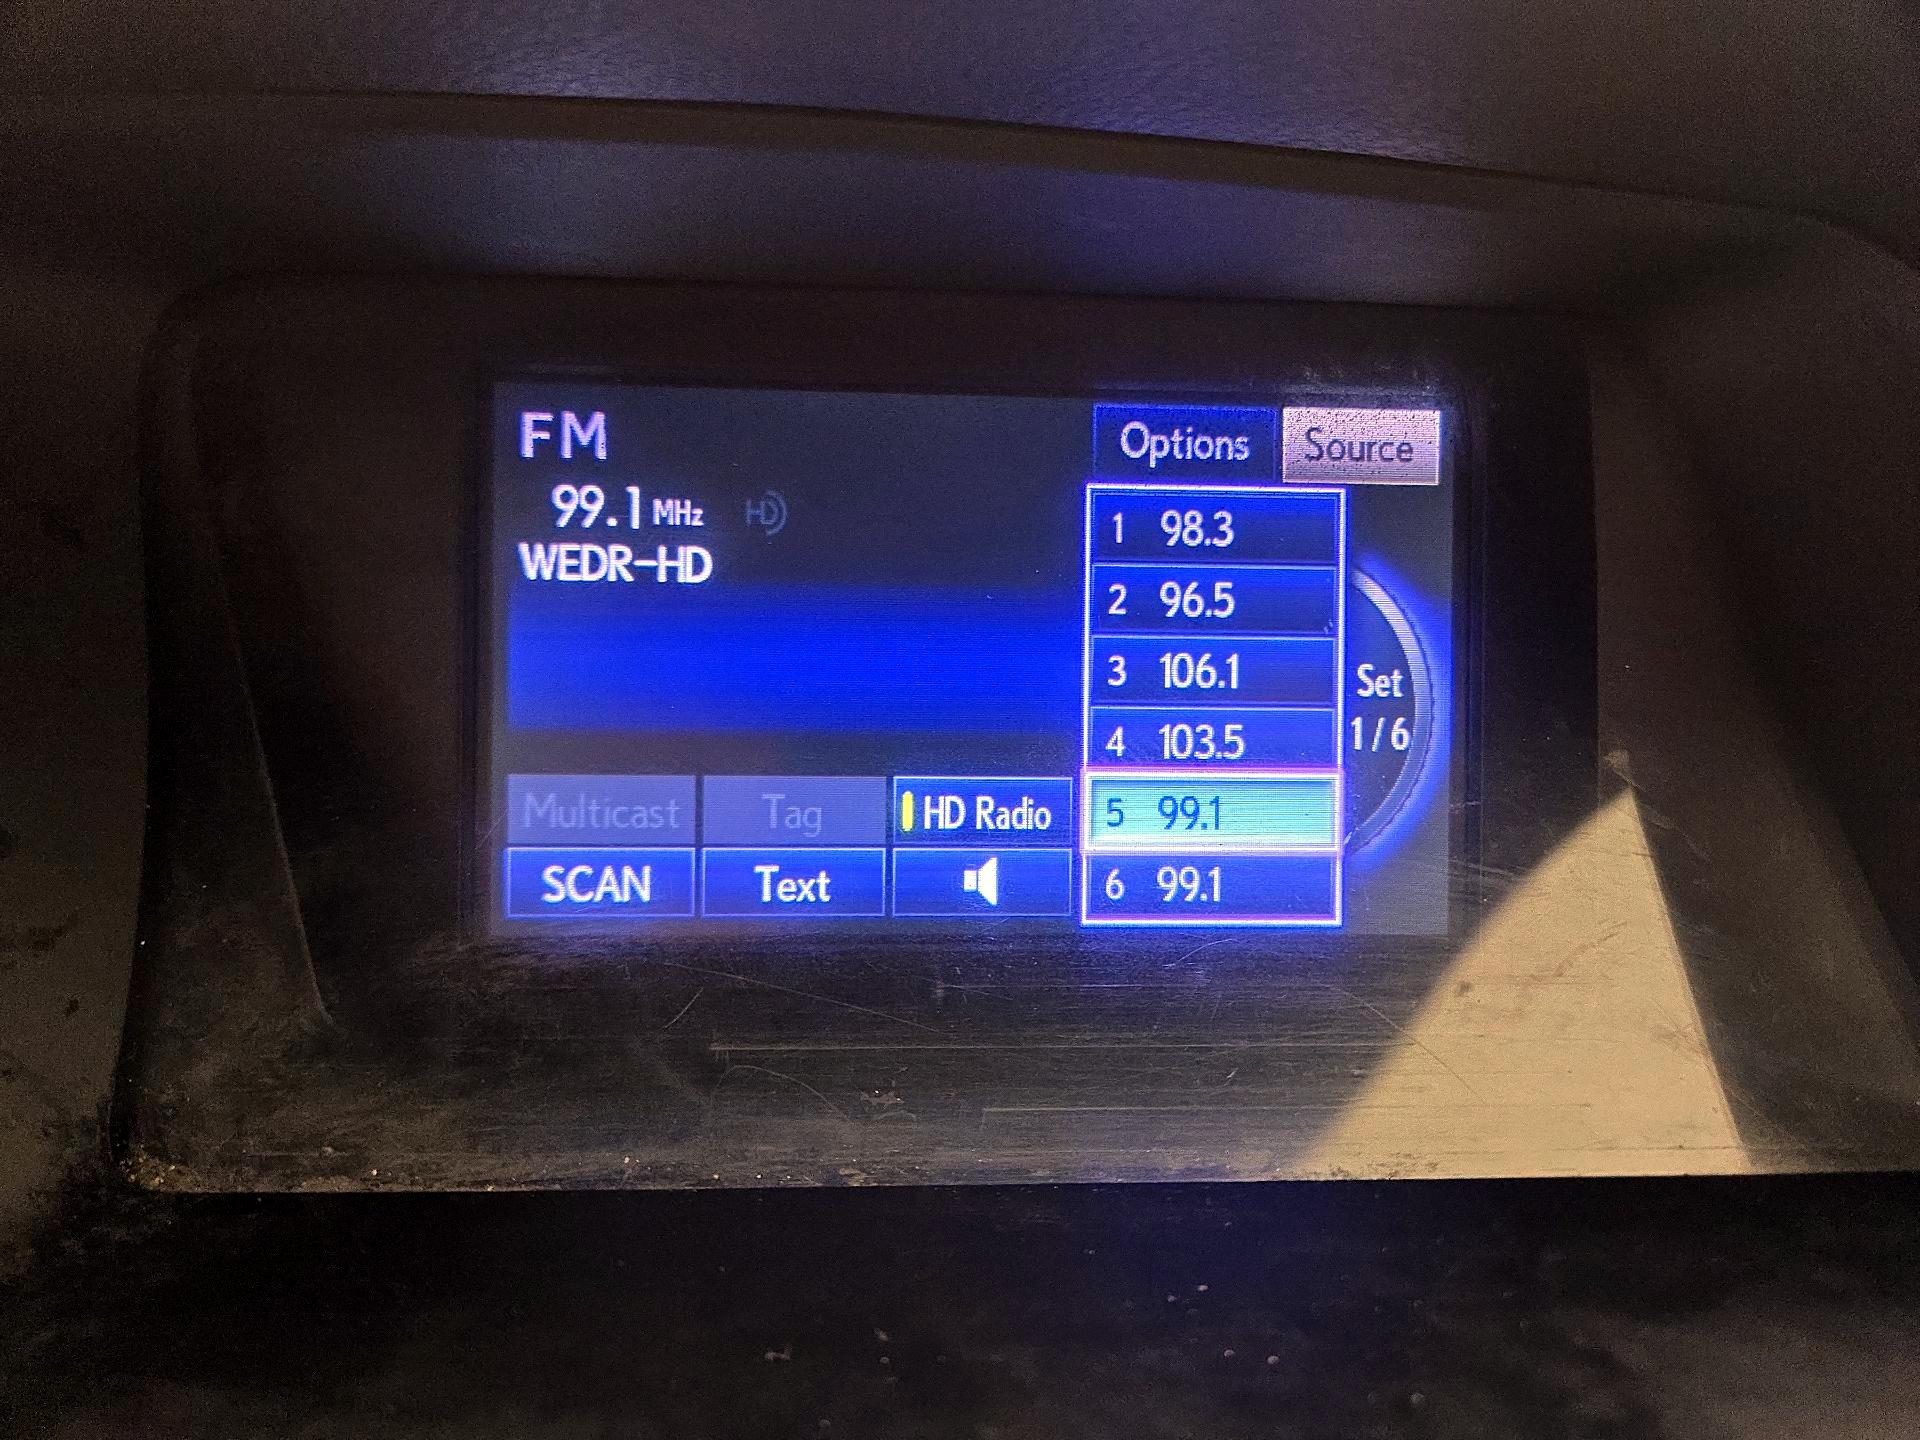 FM
99.1 MHz HD
WEDR-HD
Options Source
1 98.3
2 96.5
3 106.1
4 103.5
5 99.1
6 99.1
Set
1/6
Multicast Tag HD Radio
SCAN Text